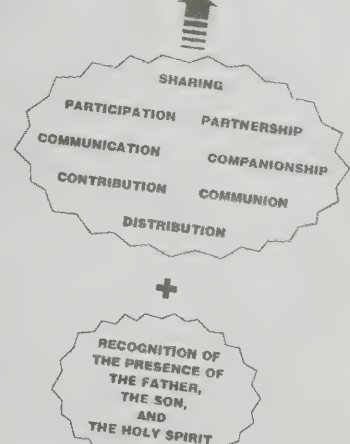 SHARING
PARTICIPATION PARTNERSHIP
COMMUNICATION COMPANIONSHIP
CONTRIBUTION COMMUNION
DISTRIBUTION
+
RECOGNITION OF
THE PRESENCE OF
THE FATHER,
THE SON,
AND
THE HOLY SPIRIT